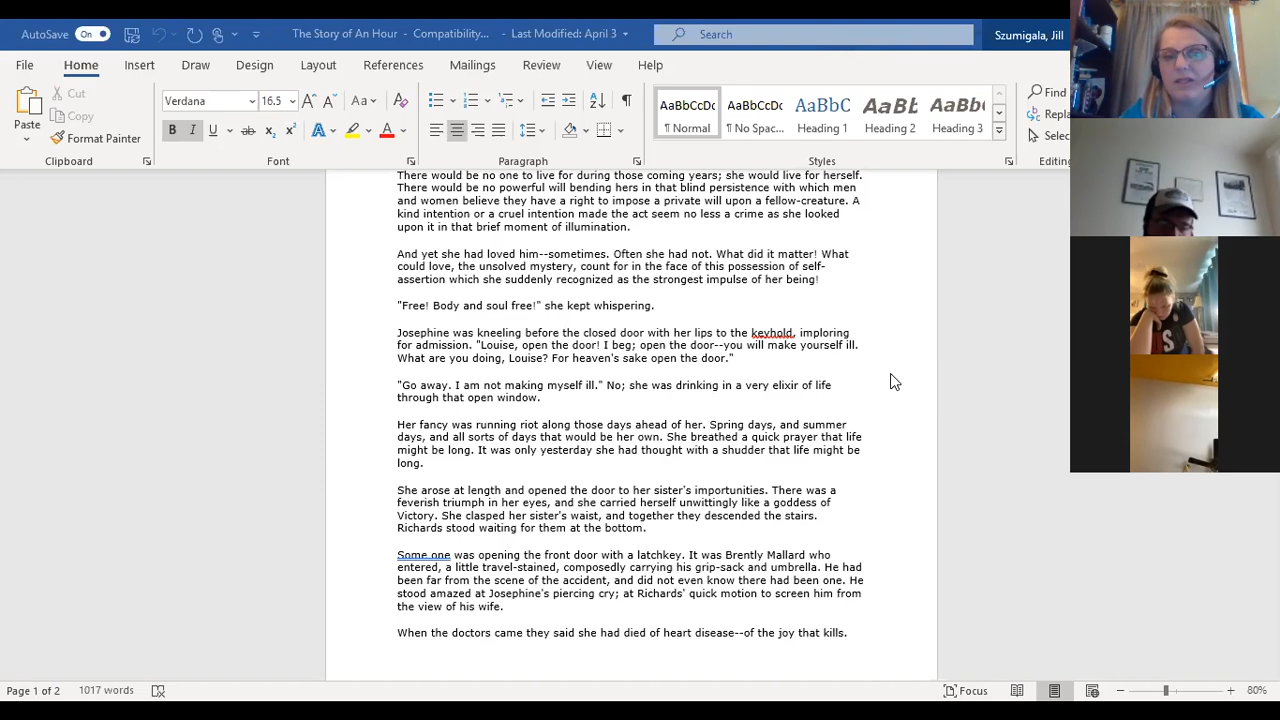 AutoSave On The Story of An Hour - Compatibility... - Last Modified: April 3 Search Szumigala, Jill
File Home Insert Draw Design Layout References Mailings Review View Help
Paste Cut Copy Format Painter Verdana 16.5 A A Aa B I U ab x₂ x² A A AaBbCcDc AaBbCcDc AaBbC AaBb AaBbC Find
¶ Normal ¶ No Spac... Heading 1 Heading 2 Heading 3
Clipboard Font Paragraph Styles Editing
There would be no one to live for during those coming years; she would live for herself.
There would be no powerful will bending hers in that blind persistence with which men
and women believe they have a right to impose a private will upon a fellow-creature. A
kind intention or a cruel intention made the act seem no less a crime as she looked
upon it in that brief moment of illumination.
And yet she had loved him--sometimes. Often she had not. What did it matter! What
could love, the unsolved mystery, count for in the face of this possession of self-
assertion which she suddenly recognized as the strongest impulse of her being!
"Free! Body and soul free!" she kept whispering.
Josephine was kneeling before the closed door with her lips to the keyhold, imploring
for admission. "Louise, open the door! I beg; open the door--you will make yourself ill.
What are you doing, Louise? For heaven's sake open the door."
"Go away. I am not making myself ill." No; she was drinking in a very elixir of life
through that open window.
Her fancy was running riot along those days ahead of her. Spring days, and summer
days, and all sorts of days that would be her own. She breathed a quick prayer that life
might be long. It was only yesterday she had thought with a shudder that life might be
long.
She arose at length and opened the door to her sister's importunities. There was a
feverish triumph in her eyes, and she carried herself unwittingly like a goddess of
Victory. She clasped her sister's waist, and together they descended the stairs.
Richards stood waiting for them at the bottom.
Some one was opening the front door with a latchkey. It was Brently Mallard who
entered, a little travel-stained, composedly carrying his grip-sack and umbrella. He had
been far from the scene of the accident, and did not even know there had been one. He
stood amazed at Josephine's piercing cry; at Richards' quick motion to screen him from
the view of his wife.
When the doctors came they said she had died of heart disease--of the joy that kills.
Page 1 of 2 1017 words Focus 80%